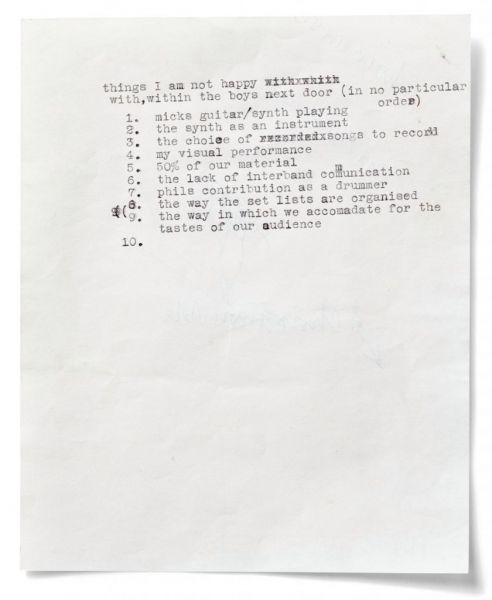 things I am not happy
with,within the boys next door (in no particular
order)
1. micks guitar/synth playing
2. the synth as an instrument
3. the choice of songs to record
4. my visual performance
5. 50% of our material
6. the lack of interband communication
7. phils contribution as a drummer
8. the way the set lists are organised
9. the way in which we accomadate for the
tastes of our audience
10.